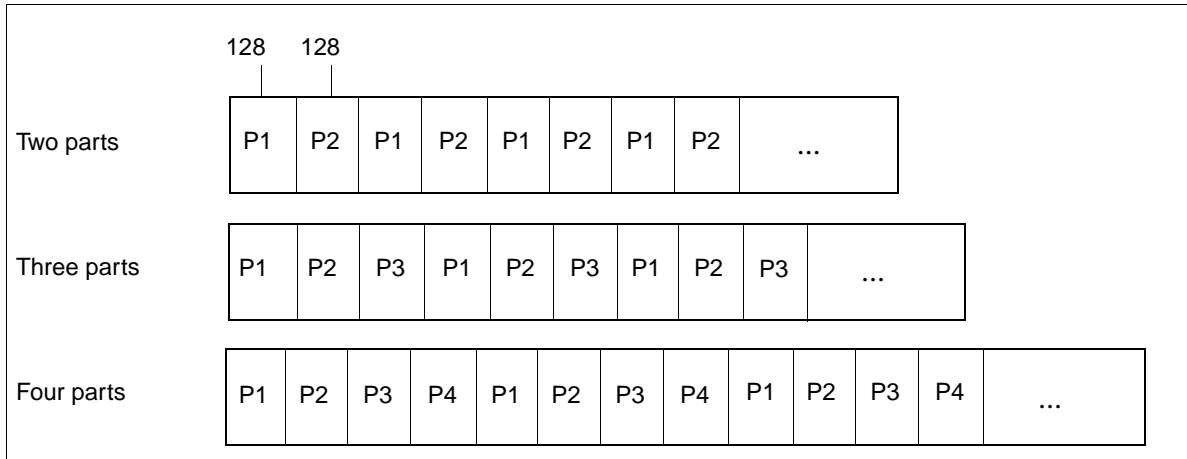 128 128
Two parts P1 P2 P1 P2 P1 P2 P1 P2 ...
Three parts P1 P2 P3 P1 P2 P3 P1 P2 P3 ...
Four parts P1 P2 P3 P4 P1 P2 P3 P4 P1 P2 P3 P4 ...